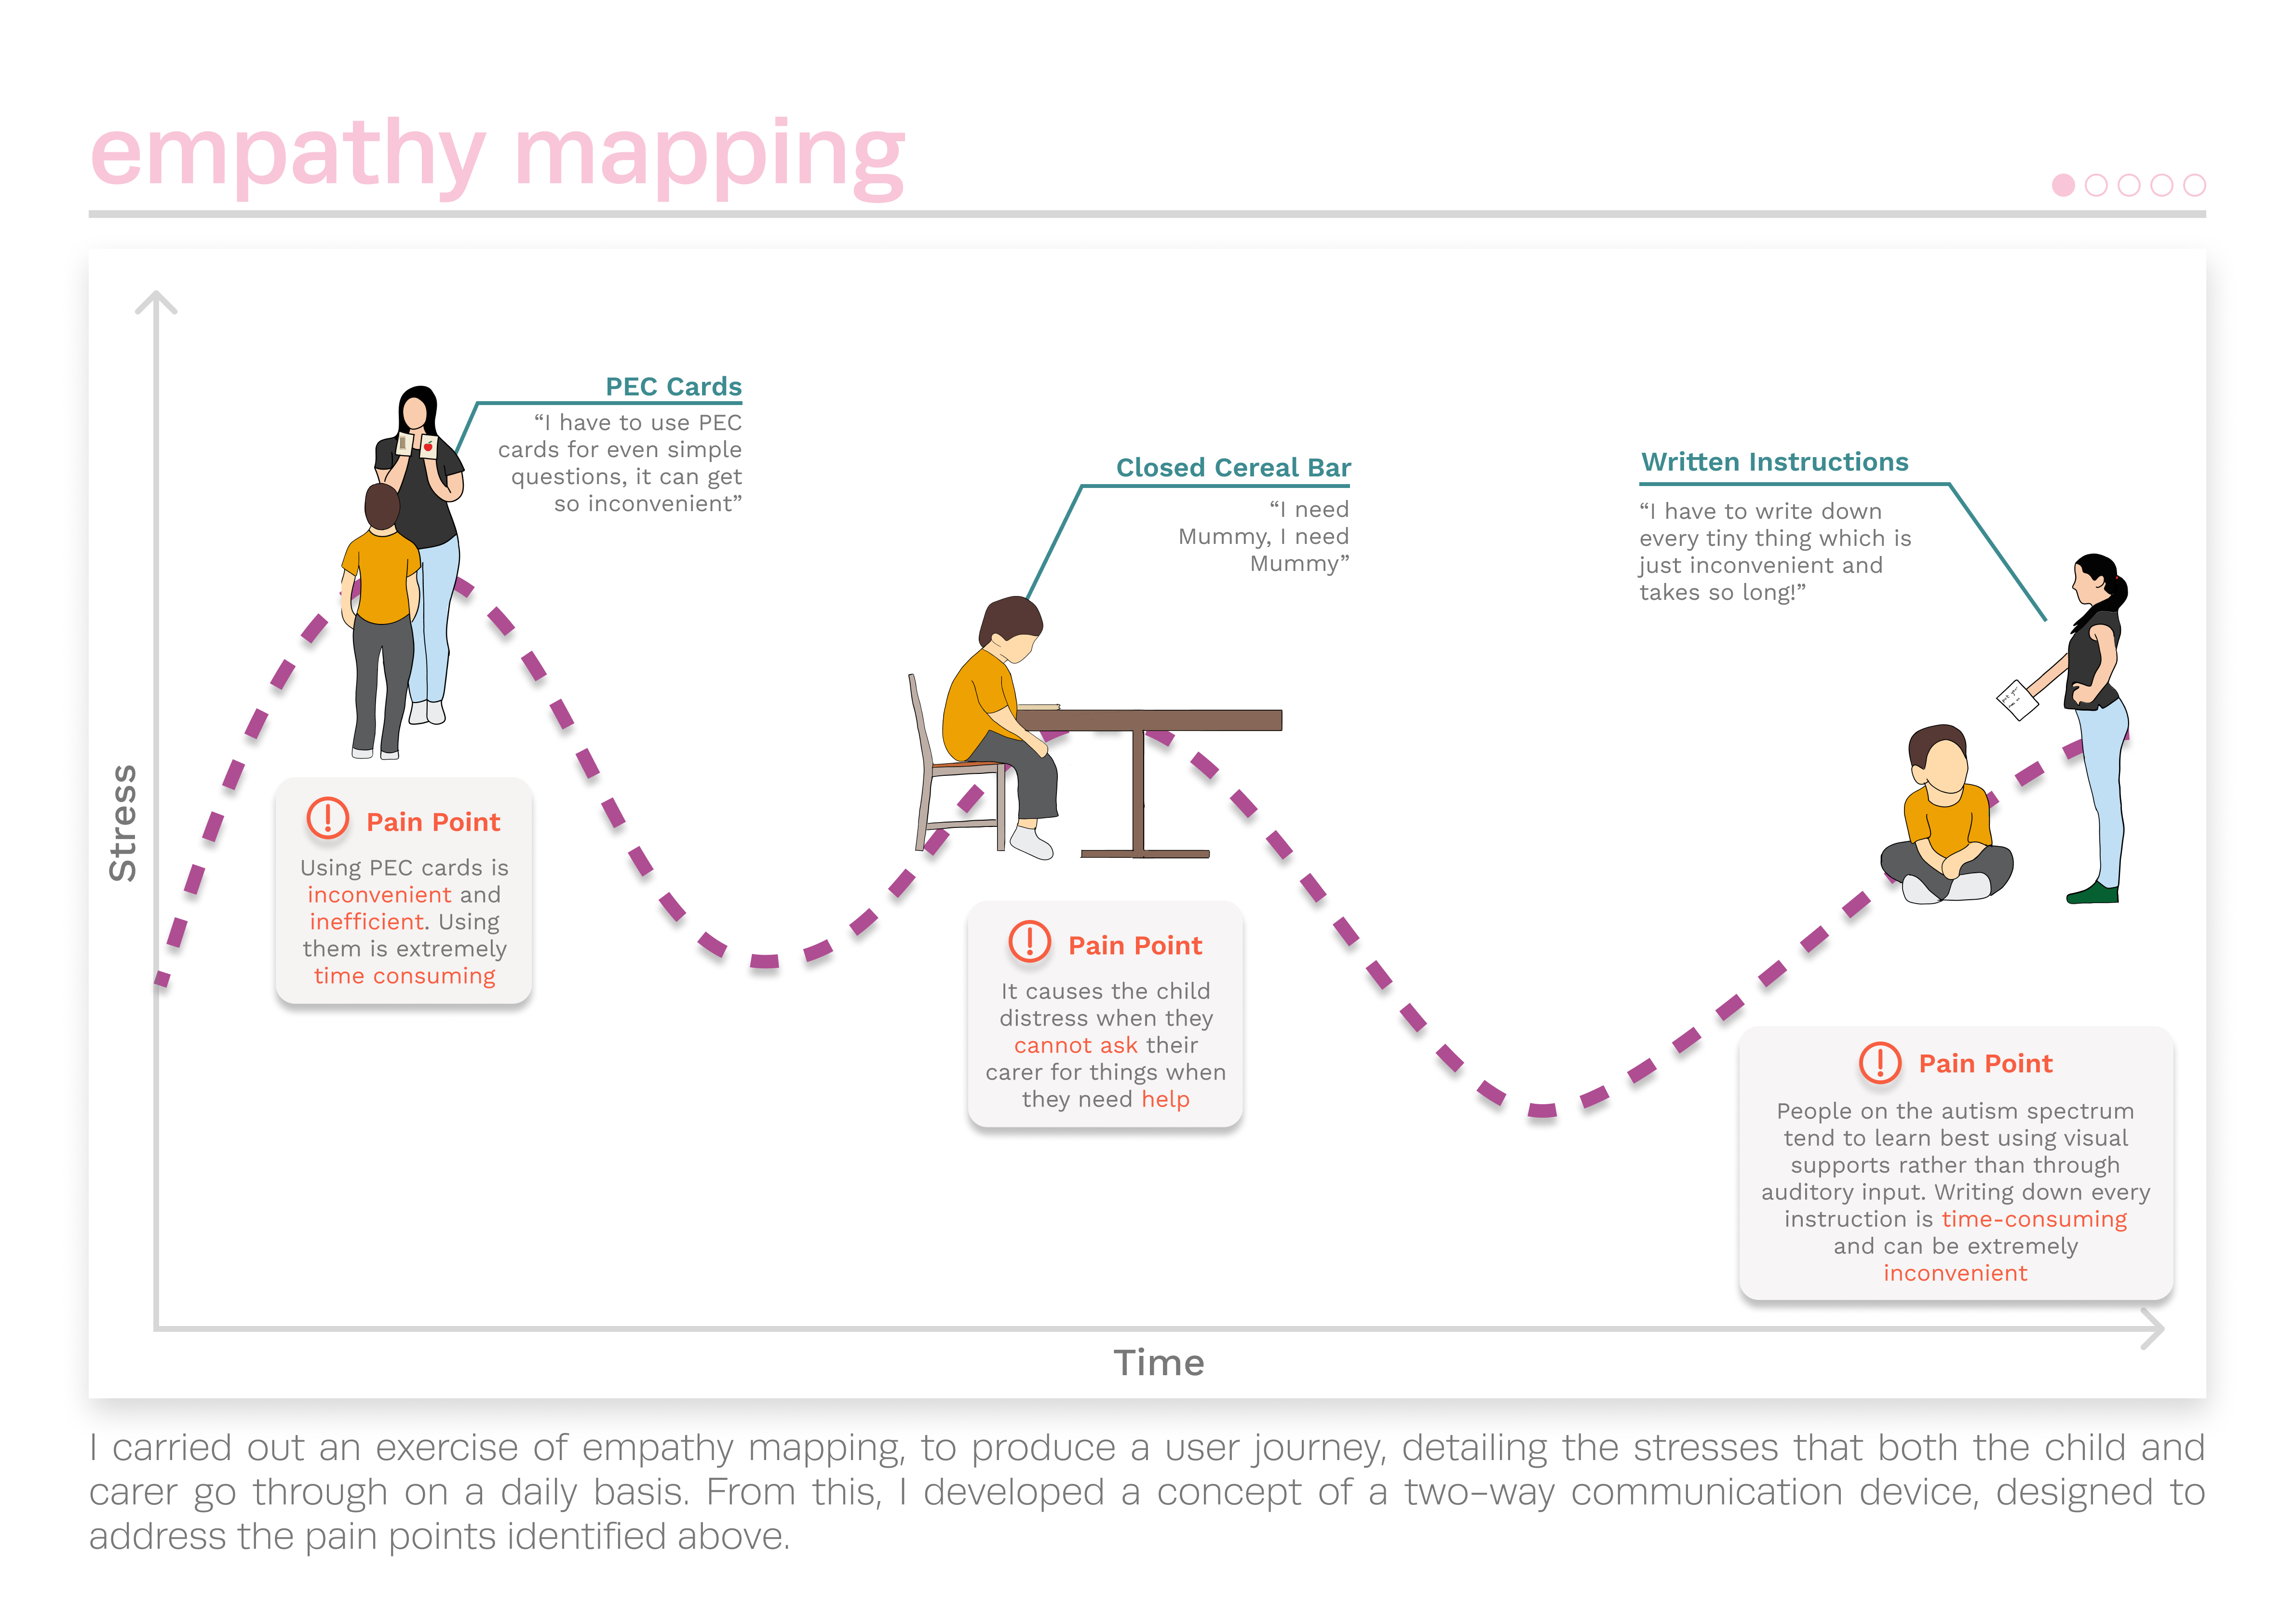 empathy mapping
PEC Cards
“I have to use PEC
cards for even simple
questions, it can get
so inconvenient”
Closed Cereal Bar
“I need
Mummy, I need
Mummy”
Written Instructions
“I have to write down
every tiny thing which is
just inconvenient and
takes so long!”
Stress
Pain Point
Using PEC cards is
inconvenient and
inefficient. Using
them is extremely
time consuming
Pain Point
It causes the child
distress when they
cannot ask their
carer for things when
they need help
Pain Point
People on the autism spectrum
tend to learn best using visual
supports rather than through
auditory input. Writing down every
instruction is time-consuming
and can be extremely
inconvenient
Time
I carried out an exercise of empathy mapping, to produce a user journey, detailing the stresses that both the child and
carer go through on a daily basis. From this, I developed a concept of a two-way communication device, designed to
address the pain points identified above.